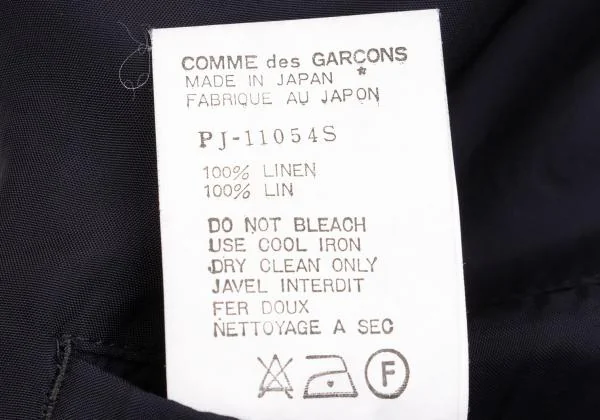 COMME des GARCONS
MADE IN JAPAN *
FABRIQUE AU JAPON
PJ-11054S
100% LINEN
100% LIN
DO NOT BLEACH
USE COOL IRON
DRY CLEAN ONLY
JAVEL INTERDIT
FER DOUX
NETTOYAGE A SEC
F